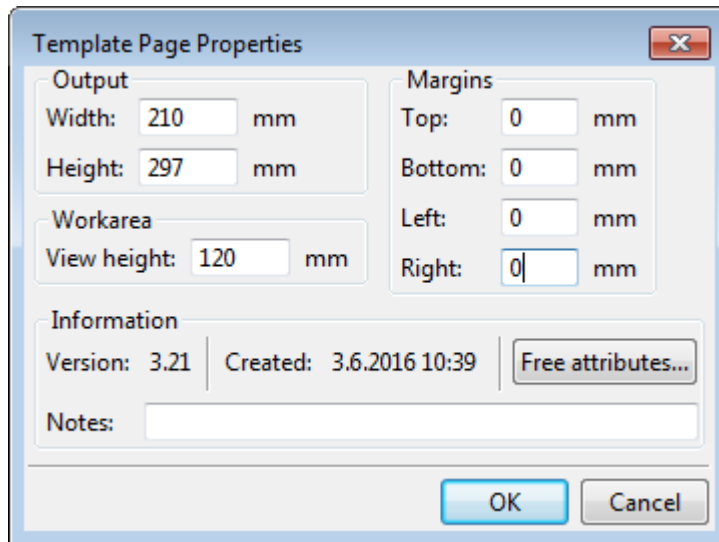 Template Page Properties
Output
Width: 210 mm
Height: 297 mm
Workarea
View height: 120 mm
Margins
Top: 0 mm
Bottom: 0 mm
Left: 0 mm
Right: 0 mm
Information
Version: 3.21 Created: 3.6.2016 10:39 Free attributes...
Notes:
OK Cancel